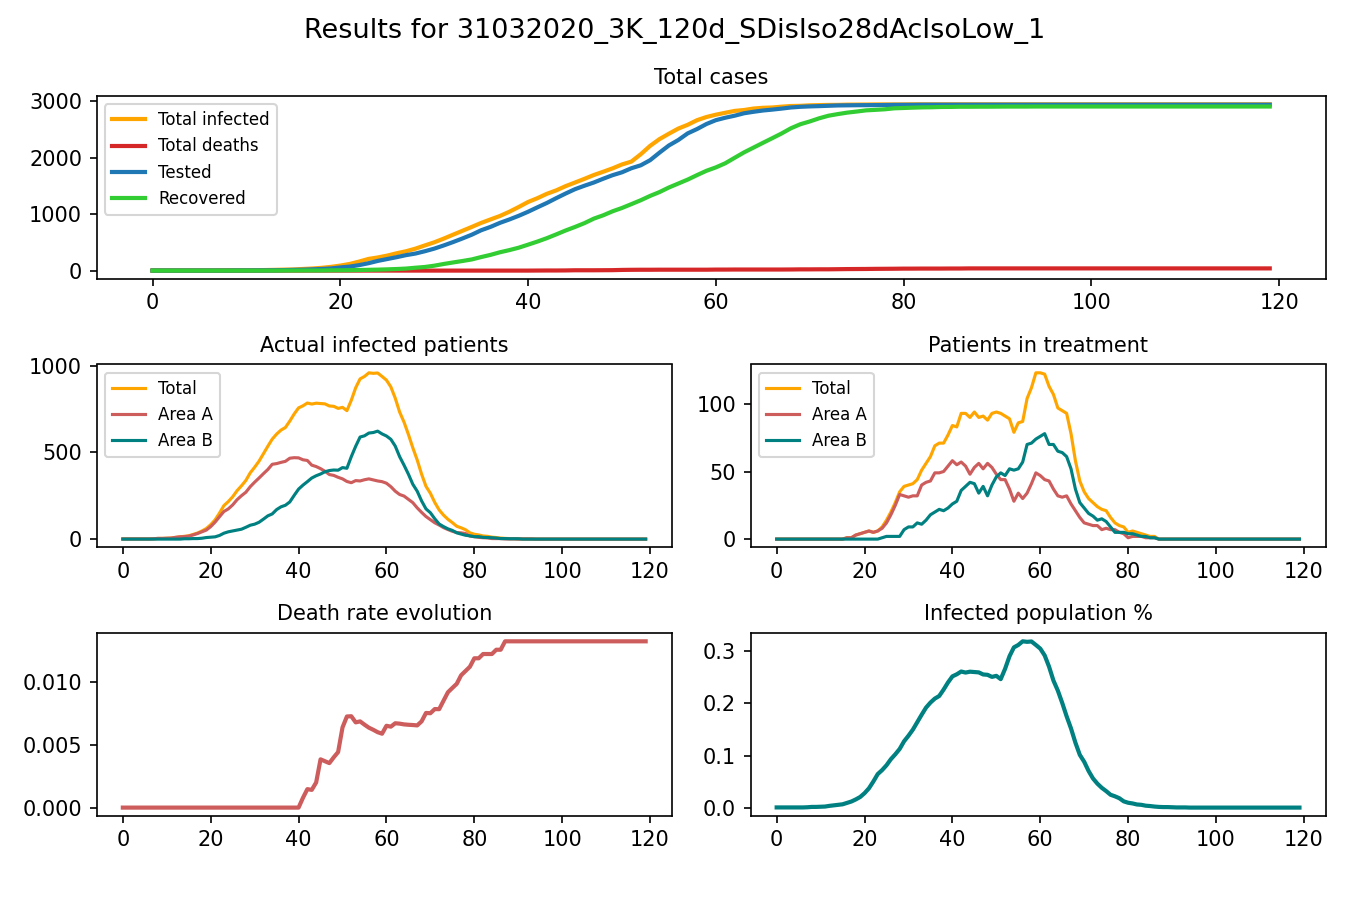 Results for 31032020_3K_120d_SDisIso28dAcIsoLow_1
Total cases
3000
2000
1000
0
Total infected
Total deaths
Tested
Recovered
0 20 40 60 80 100 120
Actual infected patients
1000
500
0
Total
Area A
Area B
0 20 40 60 80 100 120
Patients in treatment
100
50
0
Total
Area A
Area B
0 20 40 60 80 100 120
Death rate evolution
0.010
0.005
0.000
0 20 40 60 80 100 120
Infected population %
0.3
0.2
0.1
0.0
0 20 40 60 80 100 120